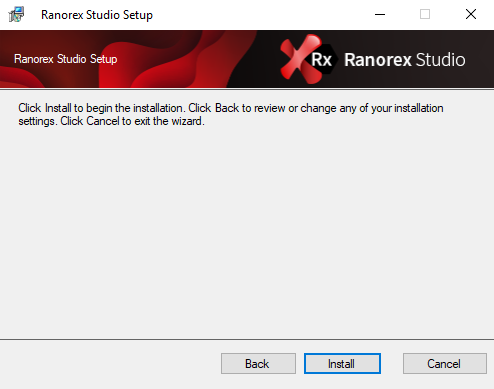 Ranorex Studio Setup
Ranorex Studio Setup
Rx Ranorex Studio
Click Install to begin the installation. Click Back to review or change any of your installation
settings. Click Cancel to exit the wizard.
Back Install Cancel